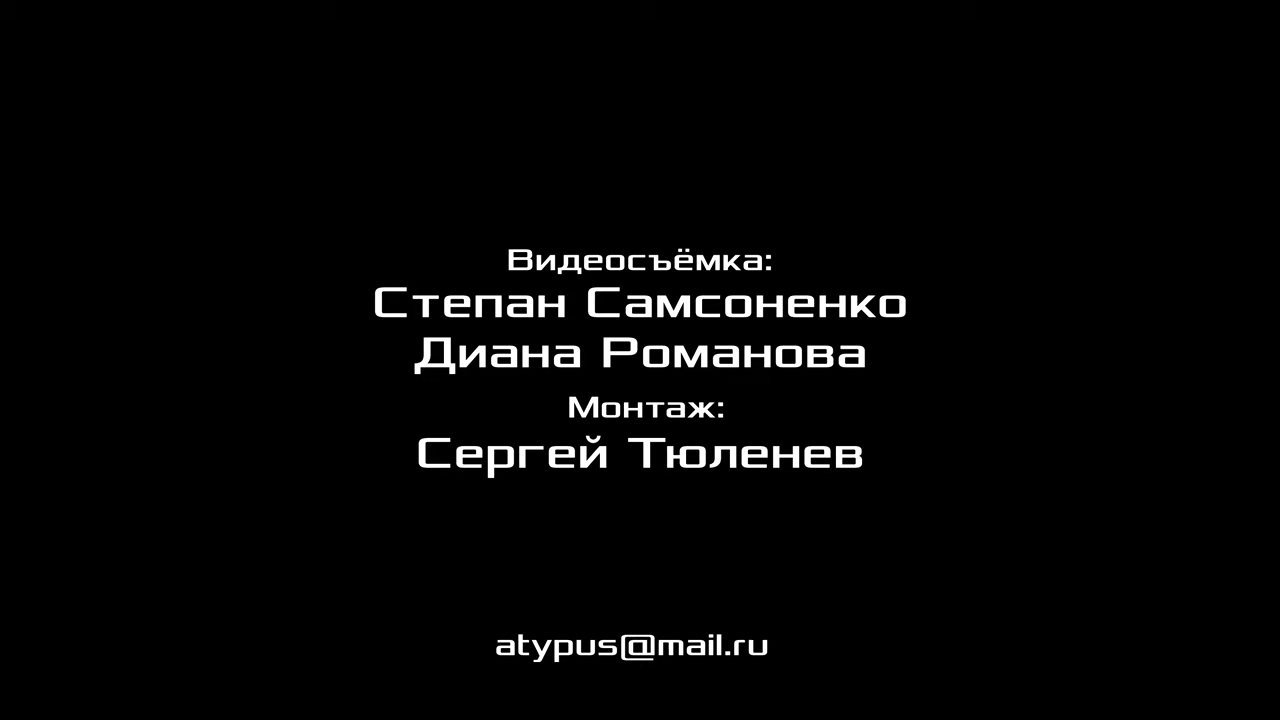 Видеосъёмка:
Степан Самсоненко
Диана Романова
Монтаж:
Сергей Тюленев
atypus@mail.ru